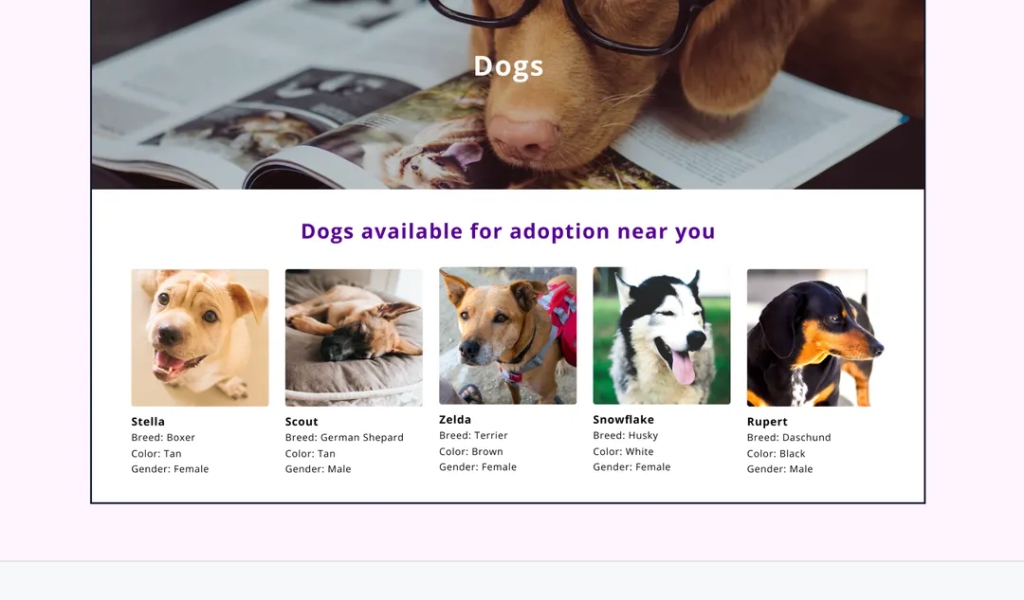 Dogs
Dogs available for adoption near you
Stella
Breed: Boxer
Color: Tan
Gender: Female
Scout
Breed: German Shepard
Color: Tan
Gender: Male
Zelda
Breed: Terrier
Color: Brown
Gender: Female
Snowflake
Breed: Husky
Color: White
Gender: Female
Rupert
Breed: Daschund
Color: Black
Gender: Male